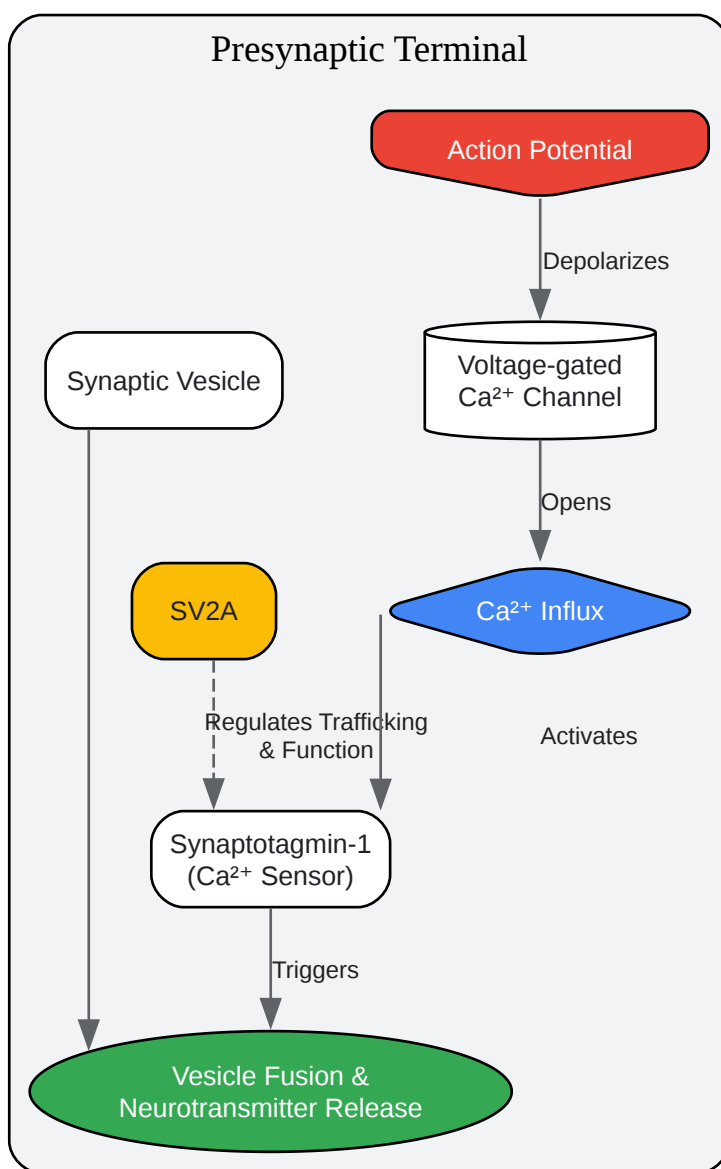 Presynaptic Terminal
Action Potential
Depolarizes
Voltage-gated
Ca²⁺ Channel
Synaptic Vesicle
Opens
SV2A
Ca²⁺ Influx
Regulates Trafficking
& Function
Activates
Synaptotagmin-1
(Ca²⁺ Sensor)
Triggers
Vesicle Fusion &
Neurotransmitter Release